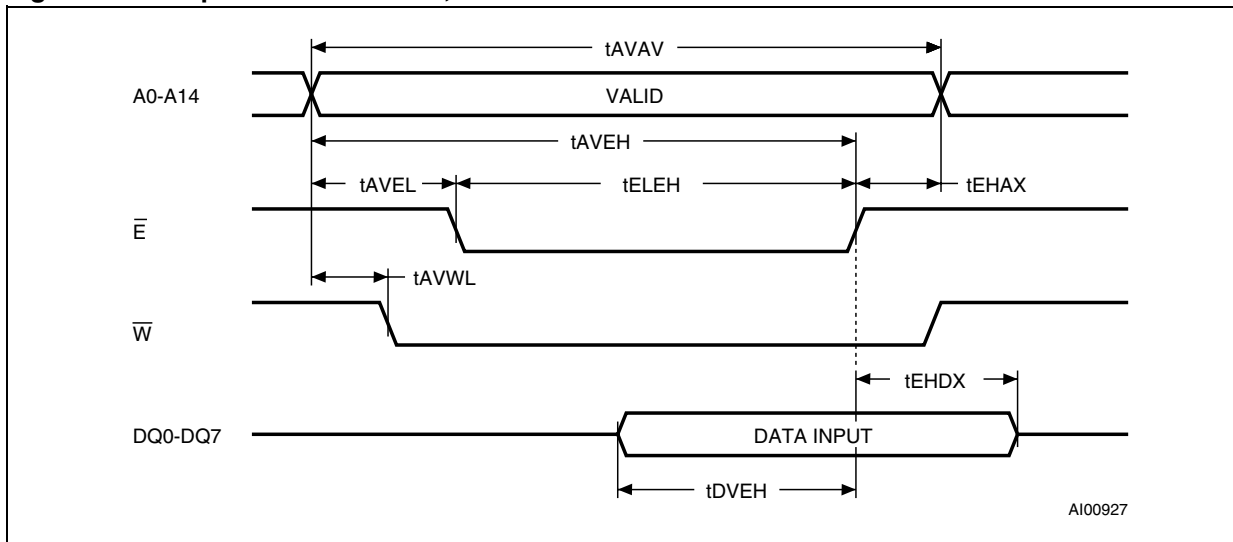 tAVAV
A0-A14
VALID
tAVEH
tAVEL
tELEH
tEHAX
E̅
tAVWL
W̅
tEHDX
DQ0-DQ7
DATA INPUT
tDVEH
AI00927